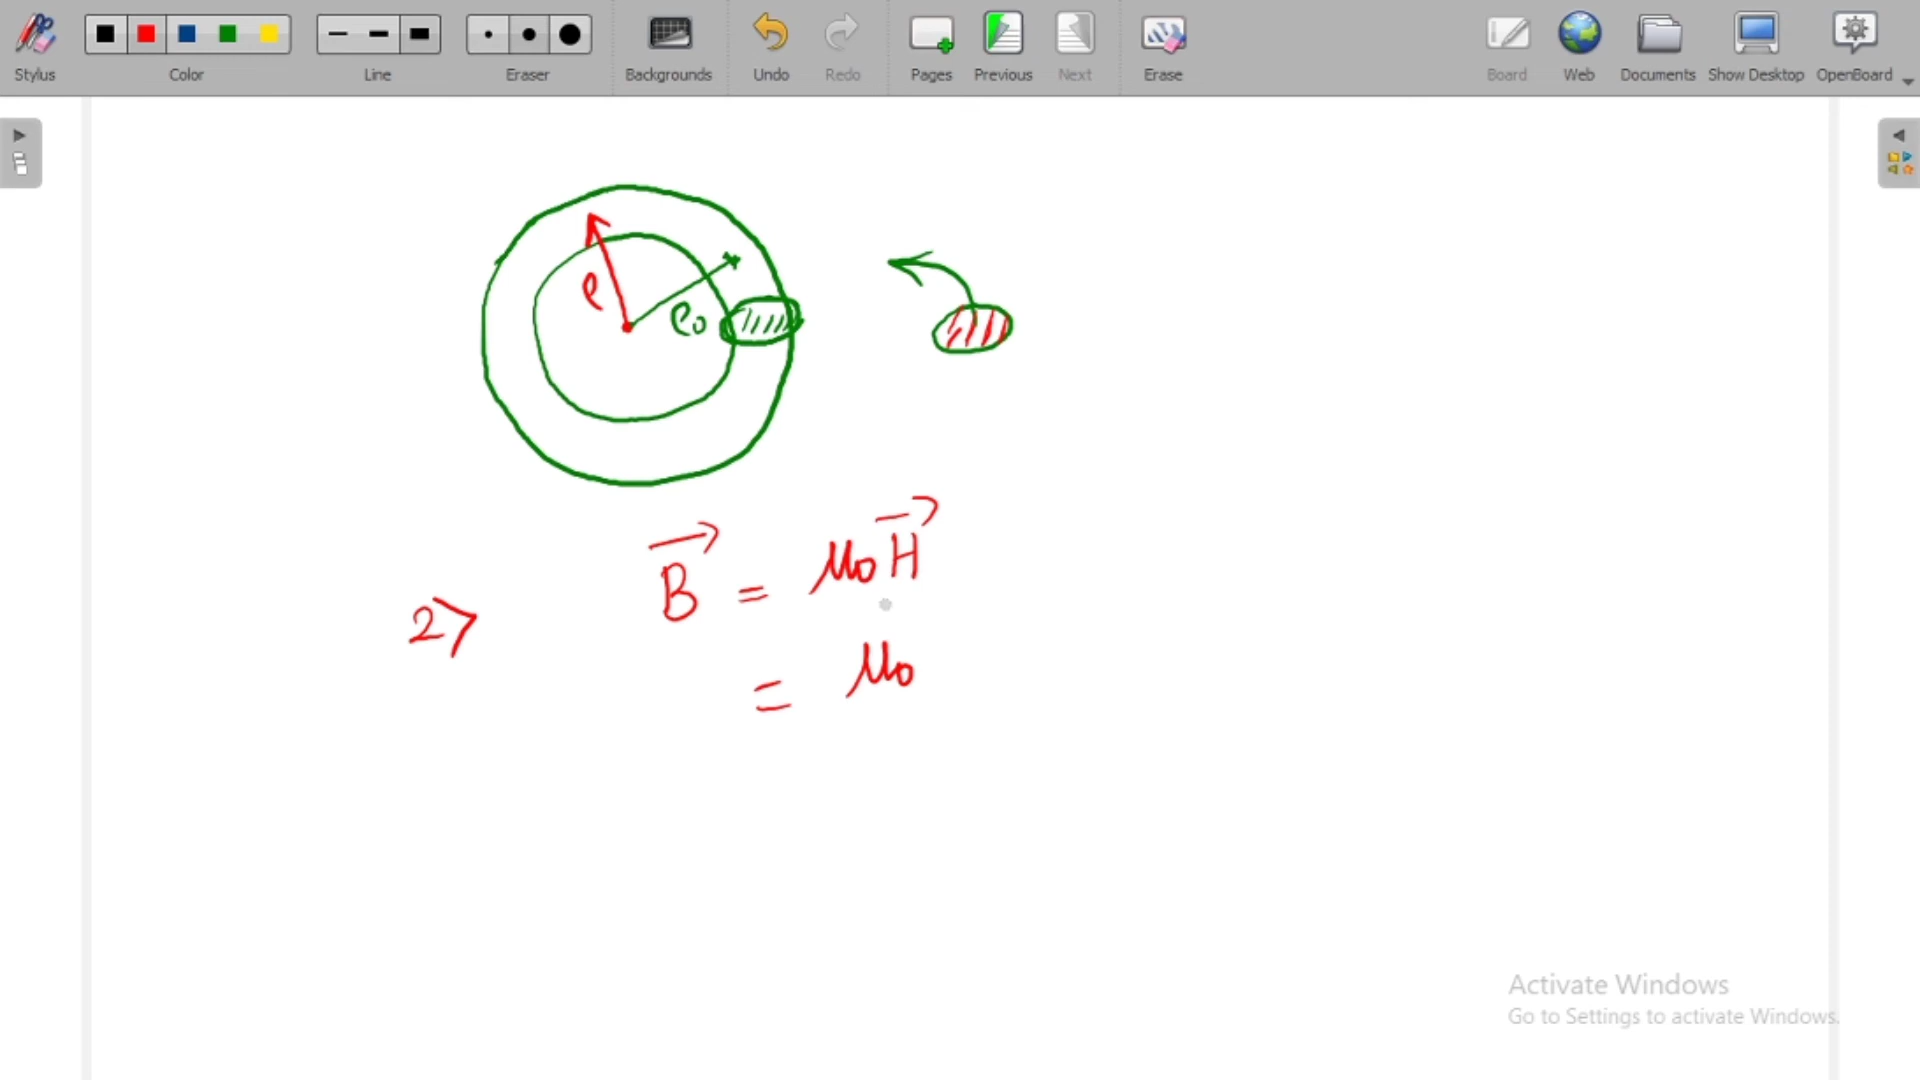 Stylus Color Line Eraser Backgrounds Undo Redo Pages Previous Next Erase Board Web Documents Show Desktop OpenBoard
ρ
ρ₀
B⃗ = μ₀H⃗
2>
= μ₀
Activate Windows
Go to Settings to activate Windows.